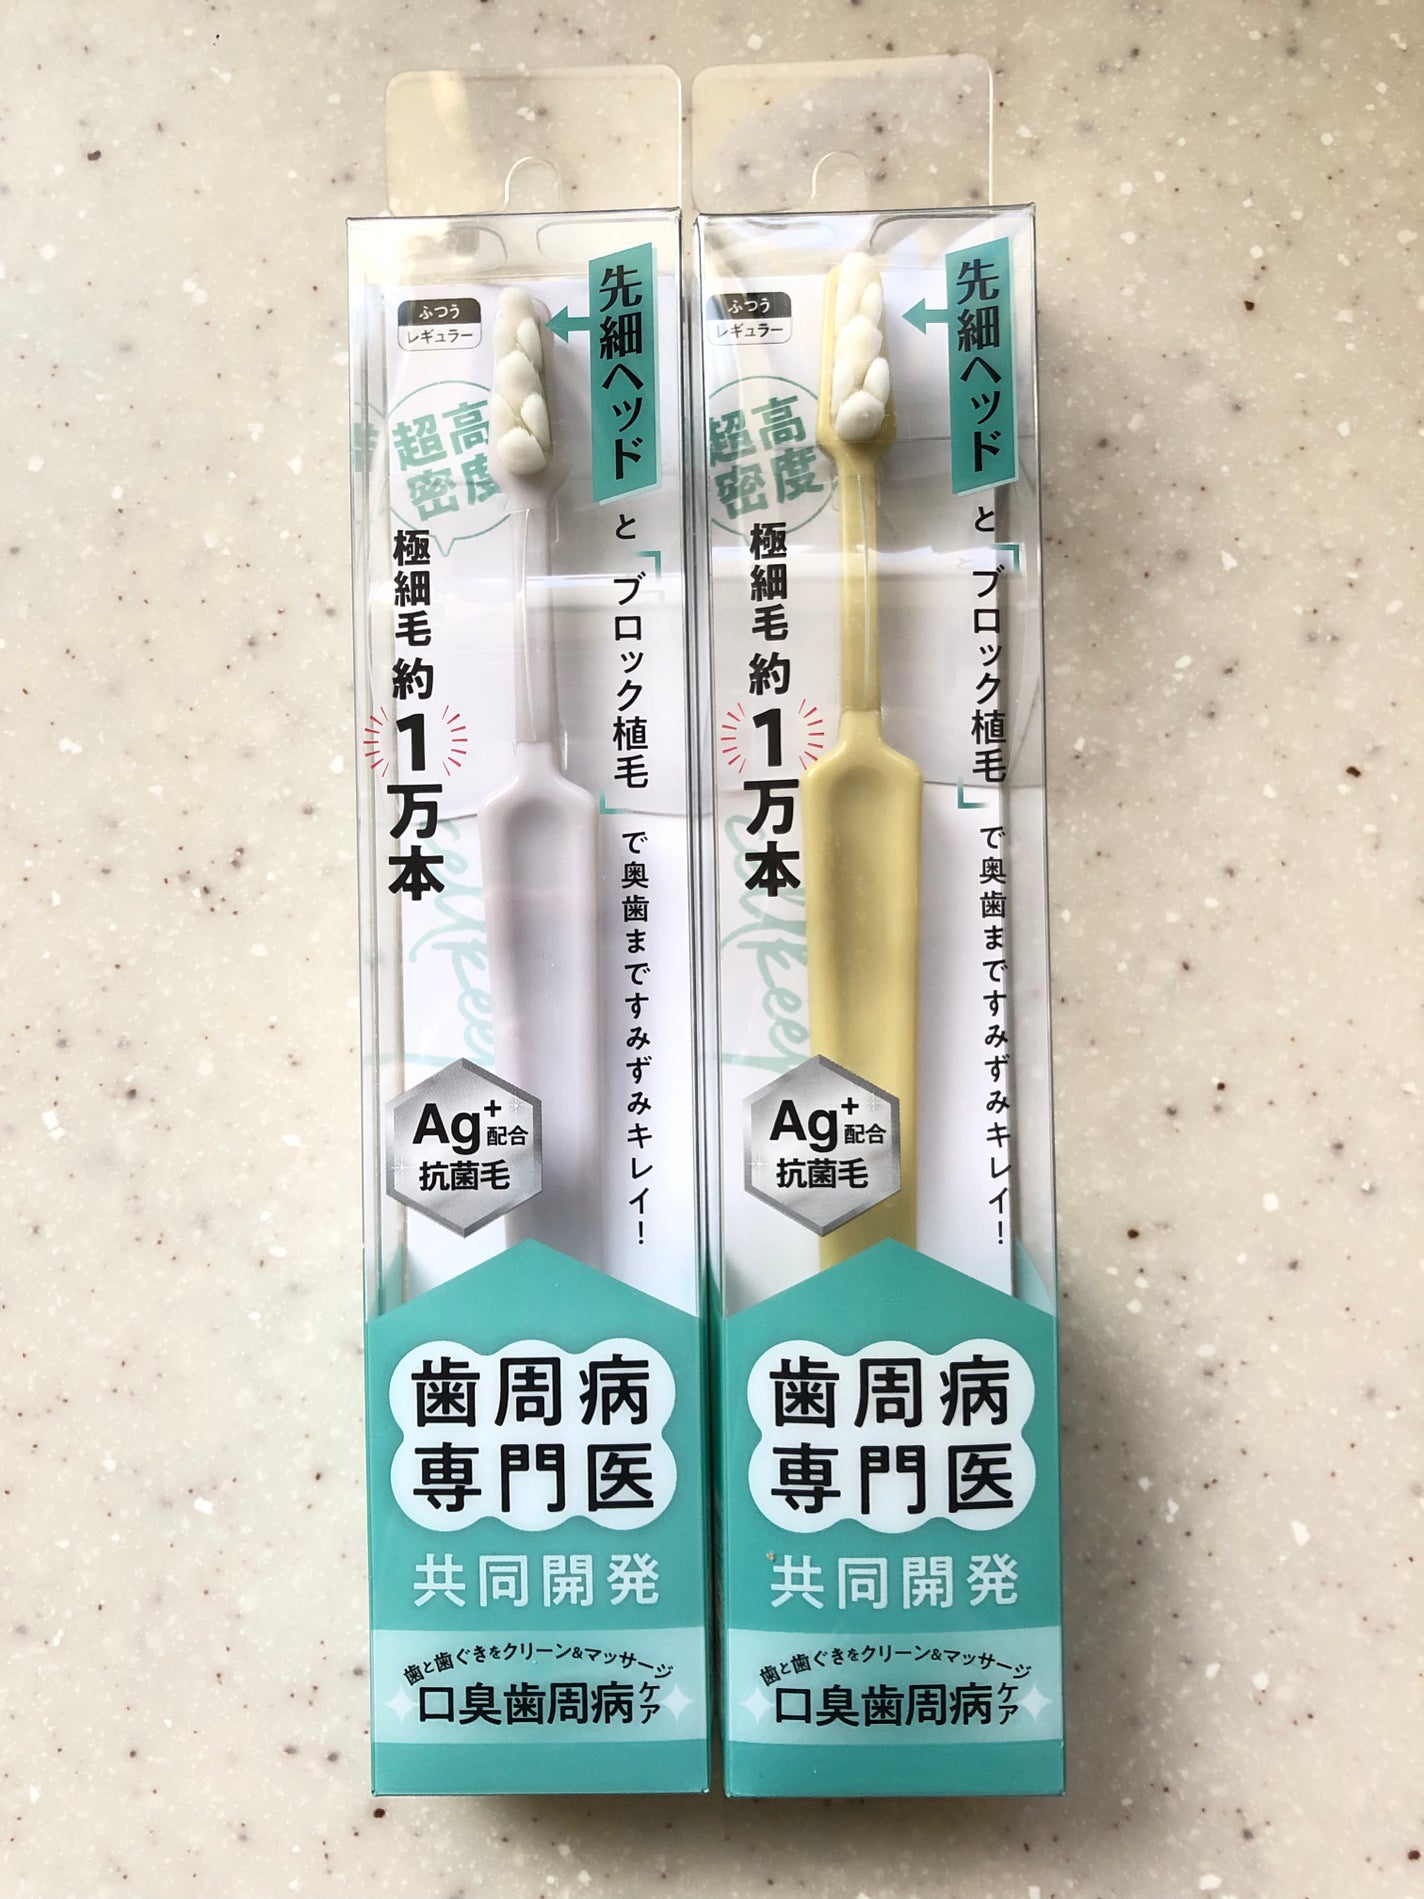 ふつう
レギュラー
先細ヘッド
と
「ブロック植毛」
で奥歯まですみずみキレイ!
超高
密度
極細毛 約
1
万本
Ag+配合
抗菌毛
歯周病
専門医
共同開発
歯と歯ぐきをクリーン&マッサージ
口臭歯周病ケア
ふつう
レギュラー
先細ヘッド
と
「ブロック植毛」
で奥歯まですみずみキレイ!
超高
密度
極細毛 約
1
万本
Ag+配合
抗菌毛
歯周病
専門医
共同開発
歯と歯ぐきをクリーン&マッサージ
口臭歯周病ケア